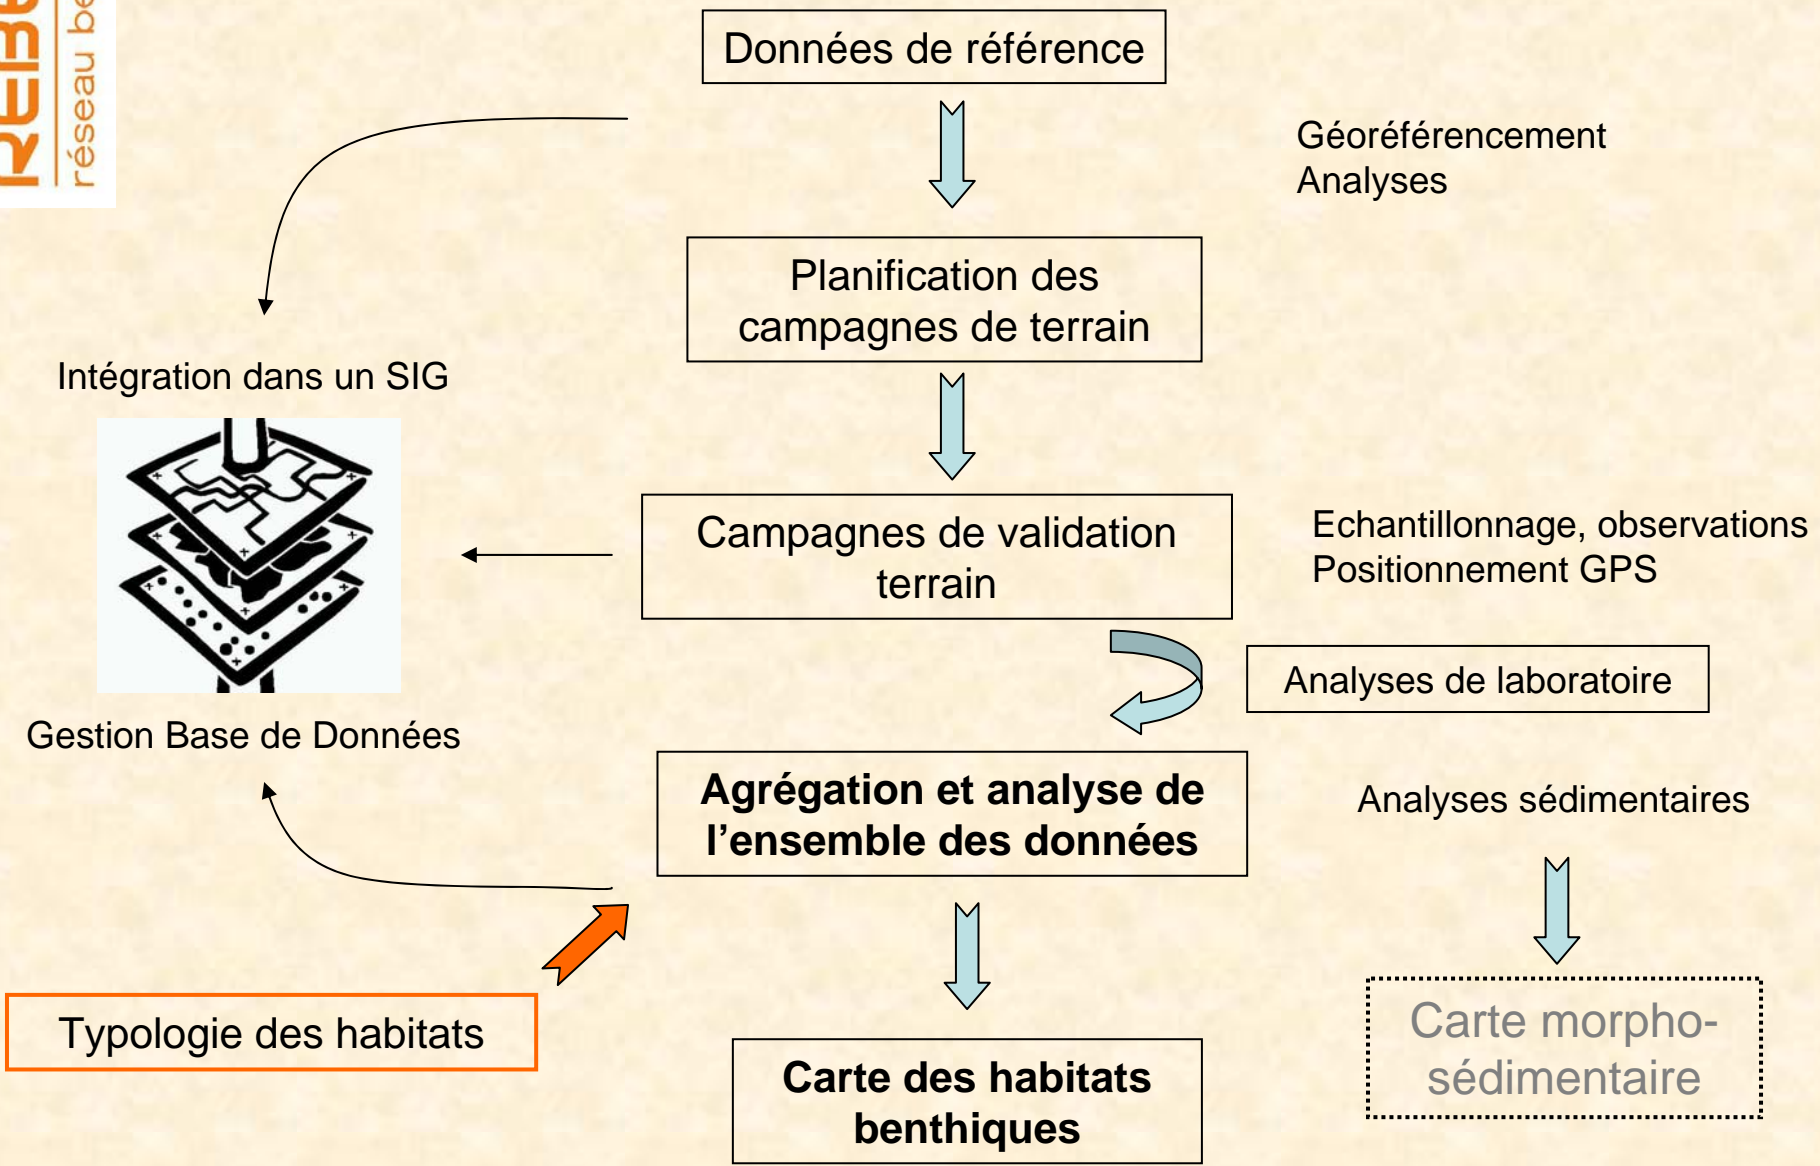 réseau
Données de référence
Géoréférencement
Analyses
Planification des
campagnes de terrain
Intégration dans un SIG
Campagnes de validation
terrain
Echantillonnage, observations
Positionnement GPS
Analyses de laboratoire
Gestion Base de Données
Agrégation et analyse de
l'ensemble des données
Analyses sédimentaires
Typologie des habitats
Carte morpho-
sédimentaire
Carte des habitats
benthiques